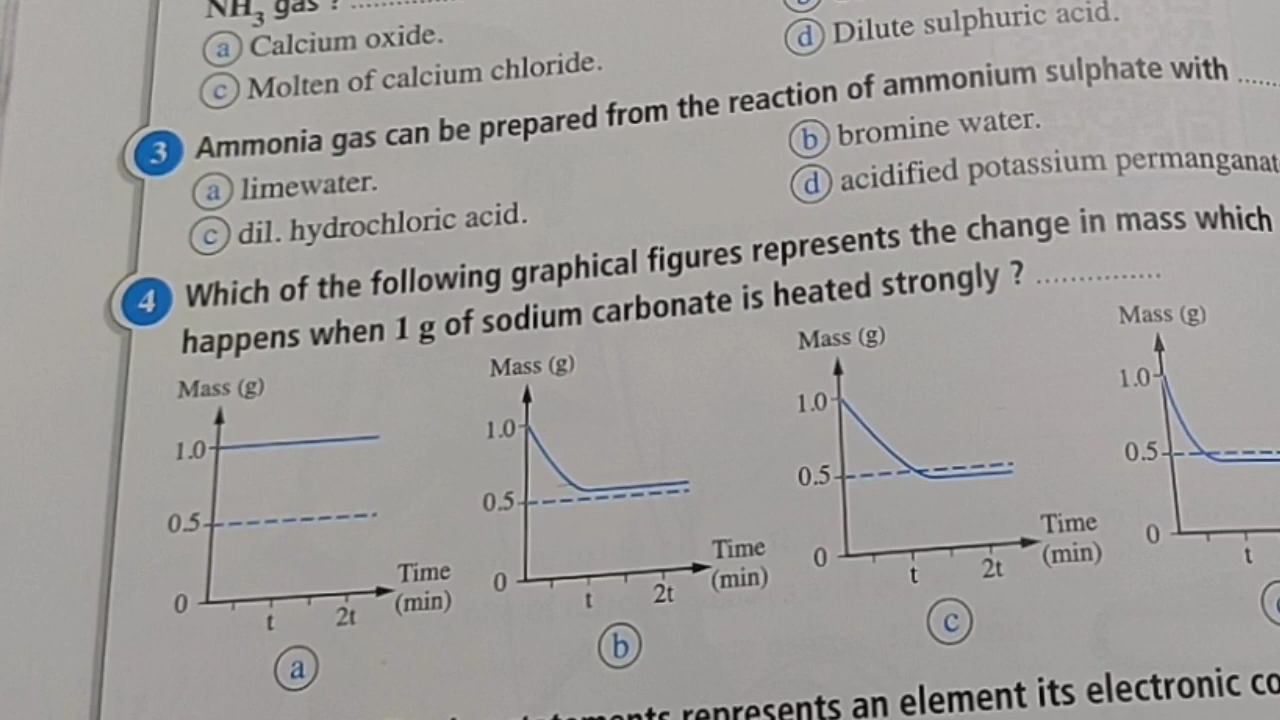 NH3 gas ? ..............
a Calcium oxide.
d Dilute sulphuric acid.
c Molten of calcium chloride.
3 Ammonia gas can be prepared from the reaction of ammonium sulphate with ......
a limewater.
b bromine water.
c dil. hydrochloric acid.
d acidified potassium permanganat
4 Which of the following graphical figures represents the change in mass which
happens when 1 g of sodium carbonate is heated strongly ? ..............
Mass (g)
1.0
0.5
0
t
2t
Time
(min)
a
Mass (g)
1.0
0.5
0
t
2t
Time
(min)
b
Mass (g)
1.0
0.5
0
t
2t
Time
(min)
c
Mass (g)
1.0
0.5
0
t
represents an element its electronic co